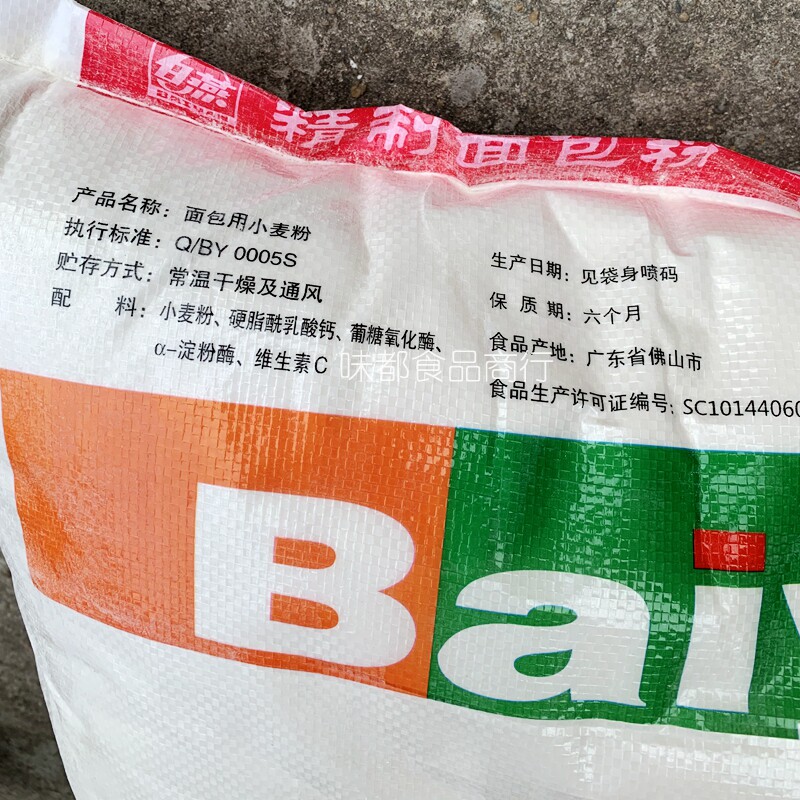 白燕
BAIYAN
精制面包粉
产品名称：面包用小麦粉
执行标准：Q/BY 0005S
贮存方式：常温干燥及通风
配 料：小麦粉、硬脂酰乳酸钙、葡糖氧化酶、
α-淀粉酶、维生素C
生产日期：见袋身喷码
保质期：六个月
食品产地：广东省佛山市
食品生产许可证编号：SC10144060
味都食品商行
Baiy